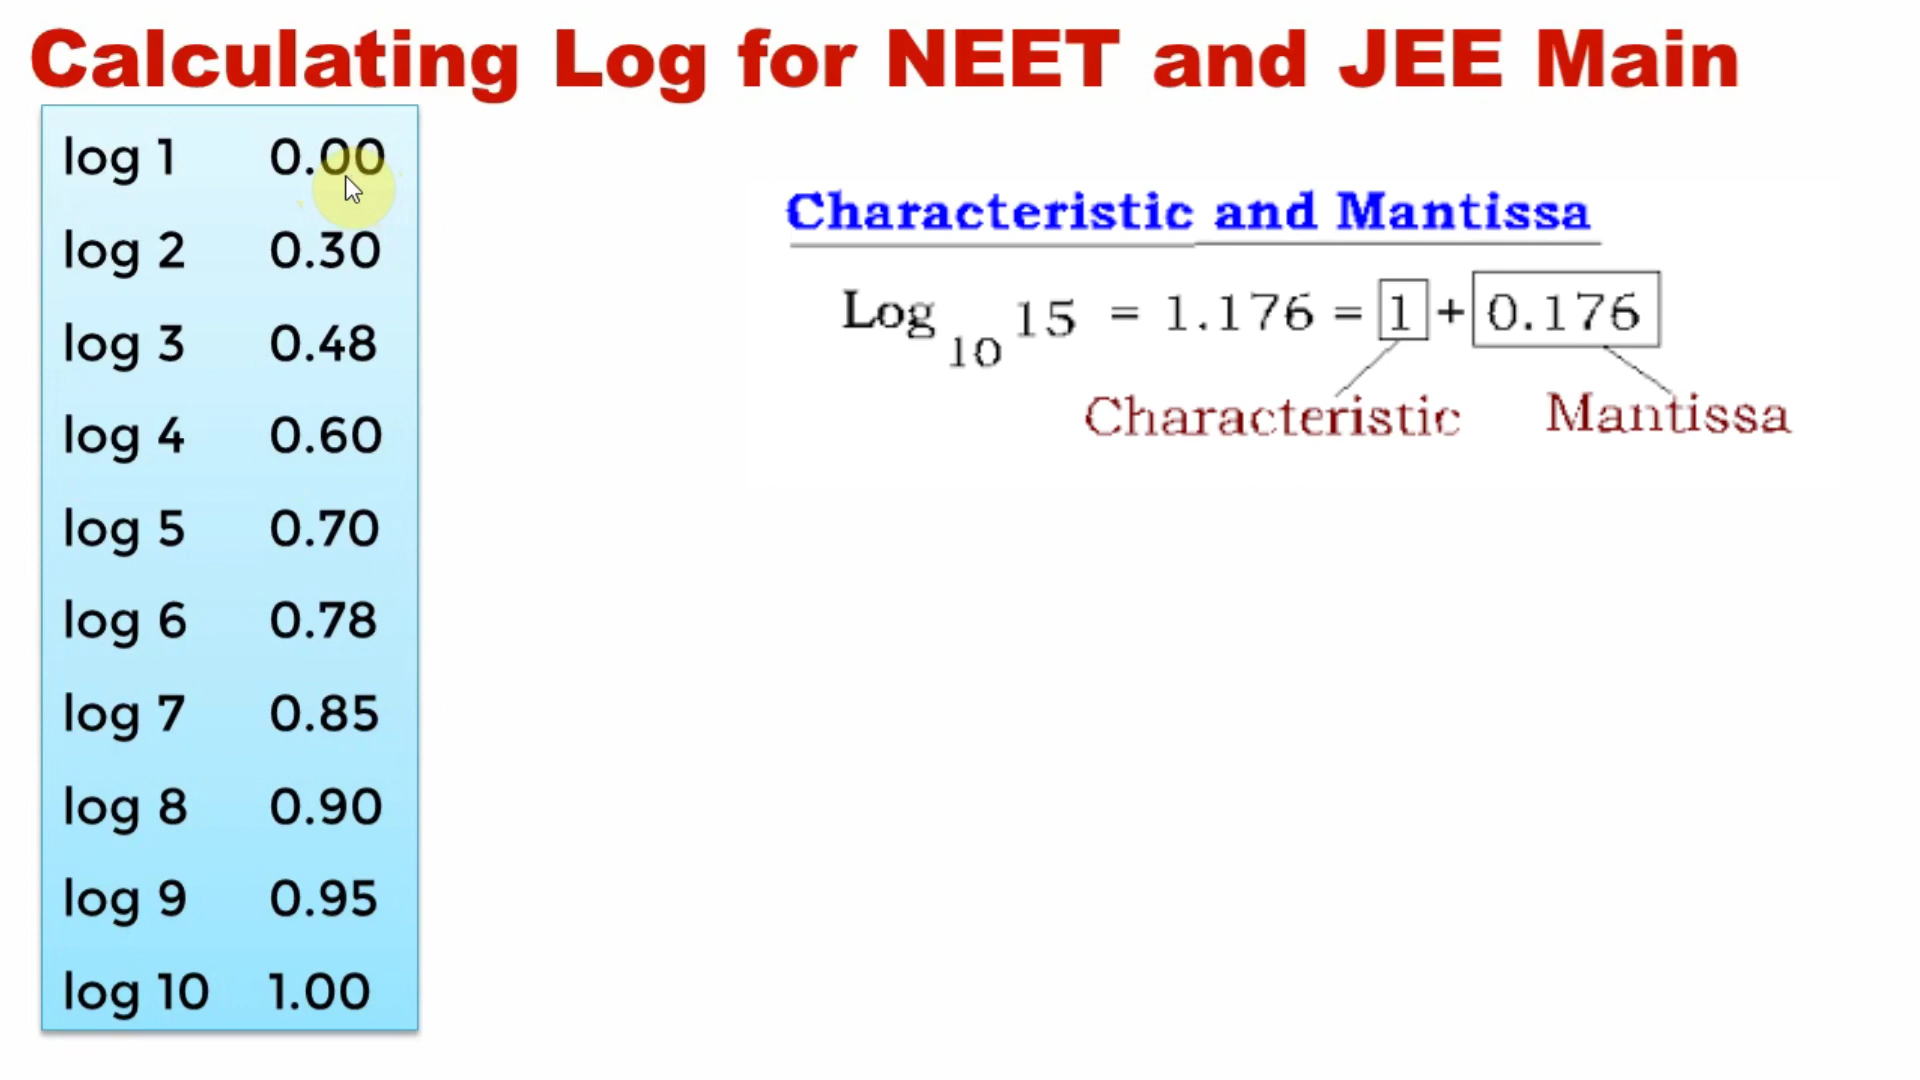 Calculating Log for NEET and JEE Main
log 1 0.00
log 2 0.30
log 3 0.48
log 4 0.60
log 5 0.70
log 6 0.78
log 7 0.85
log 8 0.90
log 9 0.95
log 10 1.00
Characteristic and Mantissa
Log 10 15 = 1.176 = 1 + 0.176
Characteristic Mantissa